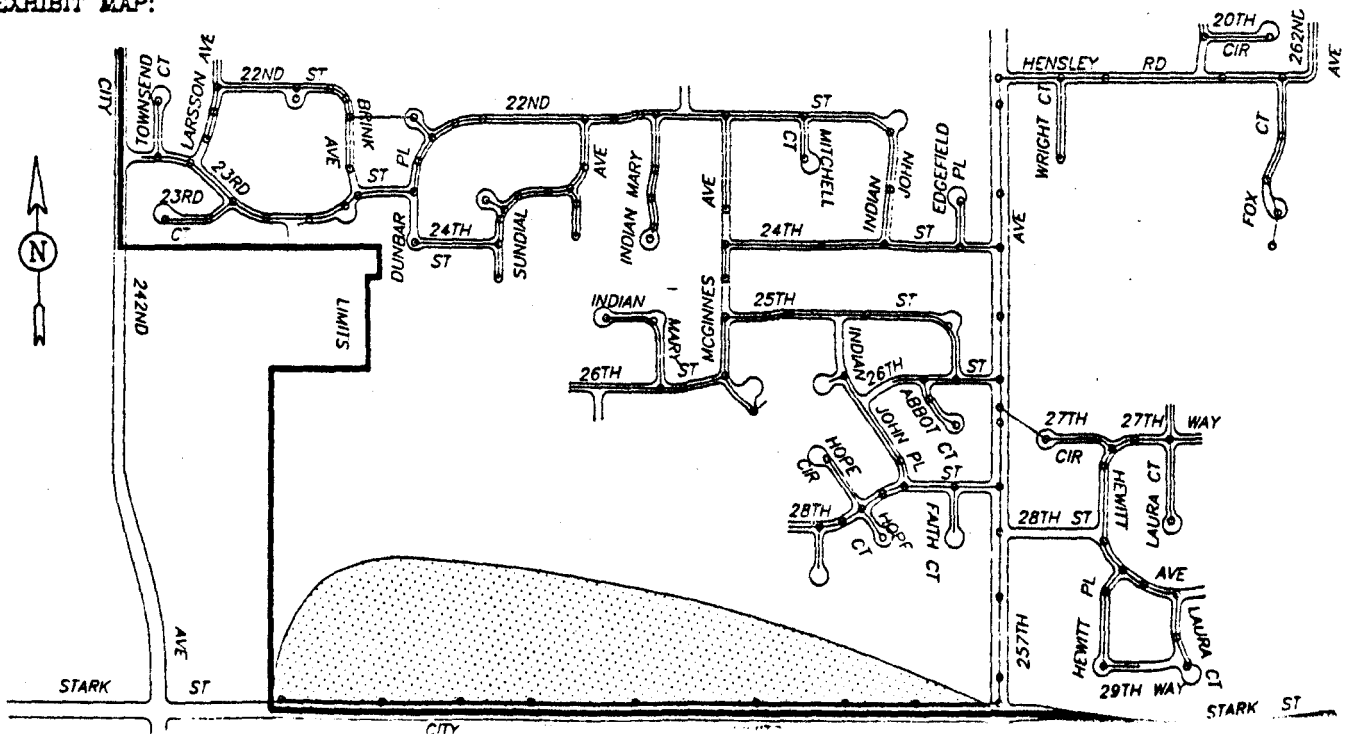 EXHIBIT MAP:
20TH
CIR
262ND
AVE
HENSLEY RD
CITY
TOWNSEND
CT
LARSSON AVE
22ND ST
BRINK
AVE
22ND ST
MITCHELL
CT
WRIGHT CT
FOX CT
23RD ST
23RD
CT
PL
DUNBAR
AVE
SUNDIAL
24TH
ST
INDIAN MARY
AVE
MCGINNES
INDIAN JOHN
EDGEFIELD
PL
24TH ST
AVE
N
242ND
LIMITS
INDIAN
MARY
25TH ST
INDIAN
JOHN PL
26TH ST
26TH ST
ABBOT CT
27TH
CIR
27TH WAY
HOPE
CIR
ST
HEWITT
LAURA CT
28TH
HOPE
CT
FAITH CT
28TH ST
AVE
HEWITT PL
LAURA CT
257TH
29TH WAY
AVE
STARK ST
STARK ST
CITY